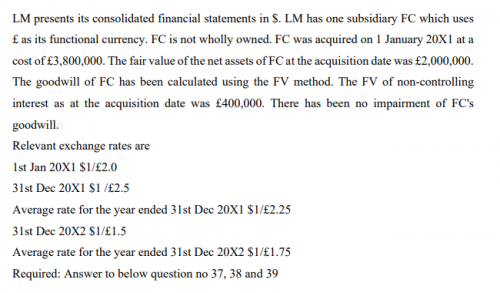 LM presents its consolidated financial statements in $. LM has one subsidiary FC which uses
£ as its functional currency. FC is not wholly owned. FC was acquired on 1 January 20X1 at a
cost of £3,800,000. The fair value of the net assets of FC at the acquisition date was £2,000,000.
The goodwill of FC has been calculated using the FV method. The FV of non-controlling
interest as at the acquisition date was £400,000. There has been no impairment of FC's
goodwill.
Relevant exchange rates are
1st Jan 20X1 $1/£2.0
31st Dec 20X1 $1 /£2.5
Average rate for the year ended 31st Dec 20X1 $1/£2.25
31st Dec 20X2 $1/£1.5
Average rate for the year ended 31st Dec 20X2 $1/£1.75
Required: Answer to below question no 37, 38 and 39